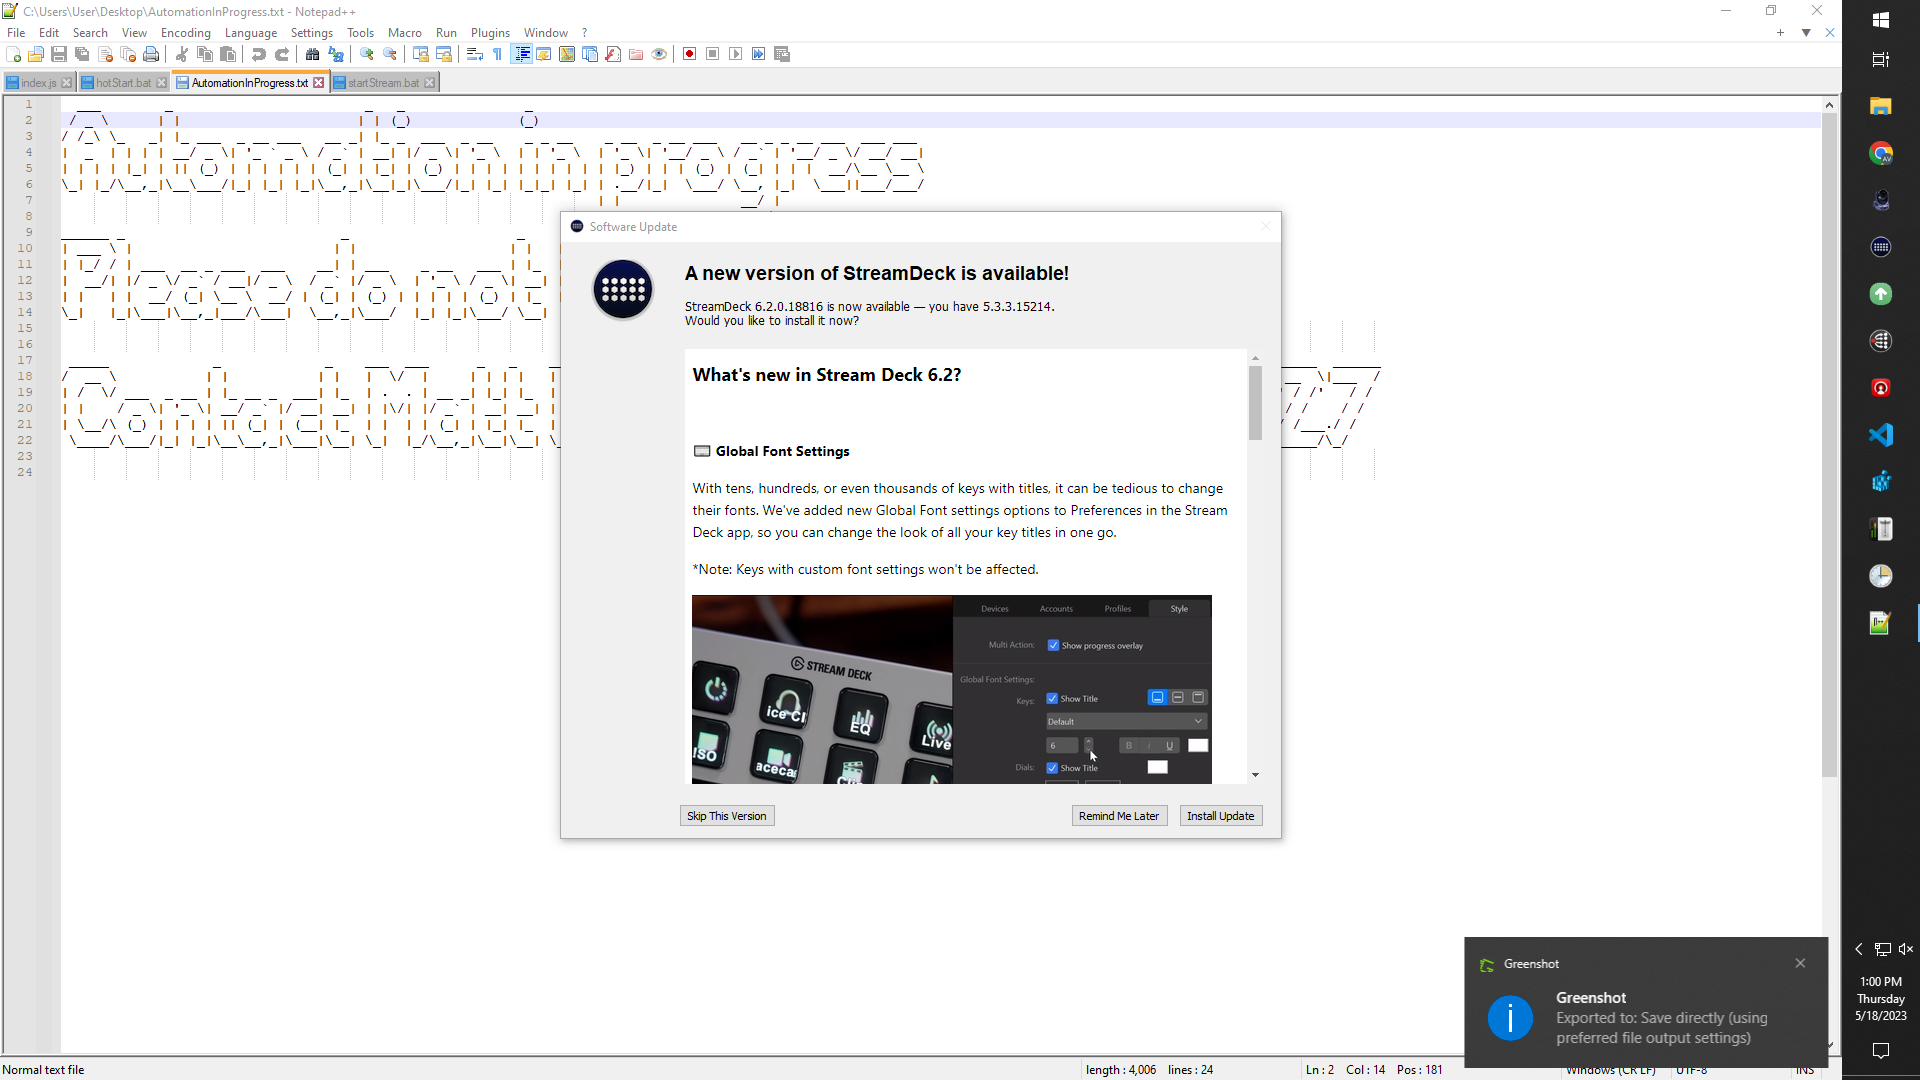 C:\Users\User\Desktop\AutomationInProgress.txt - Notepad++
File Edit Search View Encoding Language Settings Tools Macro Run Plugins Window ?
index.js hotStart.bat AutomationInProgress.txt startStream.bat
1
2
3
4
5
6
7
8
9
10
11
12
13
14
15
16
17
18
19
20
21
22
23
24
Automation in progress
Please do not
Contact Matt
Software Update
A new version of StreamDeck is available!
StreamDeck 6.2.0.18816 is now available — you have 5.3.3.15214.
Would you like to install it now?
What's new in Stream Deck 6.2?
Global Font Settings
With tens, hundreds, or even thousands of keys with titles, it can be tedious to change
their fonts. We've added new Global Font settings options to Preferences in the Stream
Deck app, so you can change the look of all your key titles in one go.
*Note: Keys with custom font settings won't be affected.
STREAM DECK
ice Cl
EQ
Live
ISO
acecas
Devices Accounts Profiles Style
Multi Action: Show progress overlay
Global Font Settings:
Keys: Show Title
Default
6 B I U
Dials: Show Title
Skip This Version Remind Me Later Install Update
Greenshot
Greenshot
Exported to: Save directly (using
preferred file output settings)
1:00 PM
Thursday
5/18/2023
Normal text file length : 4,006 lines : 24 Ln : 2 Col : 14 Pos : 181 Windows (CR LF) UTF-8 INS